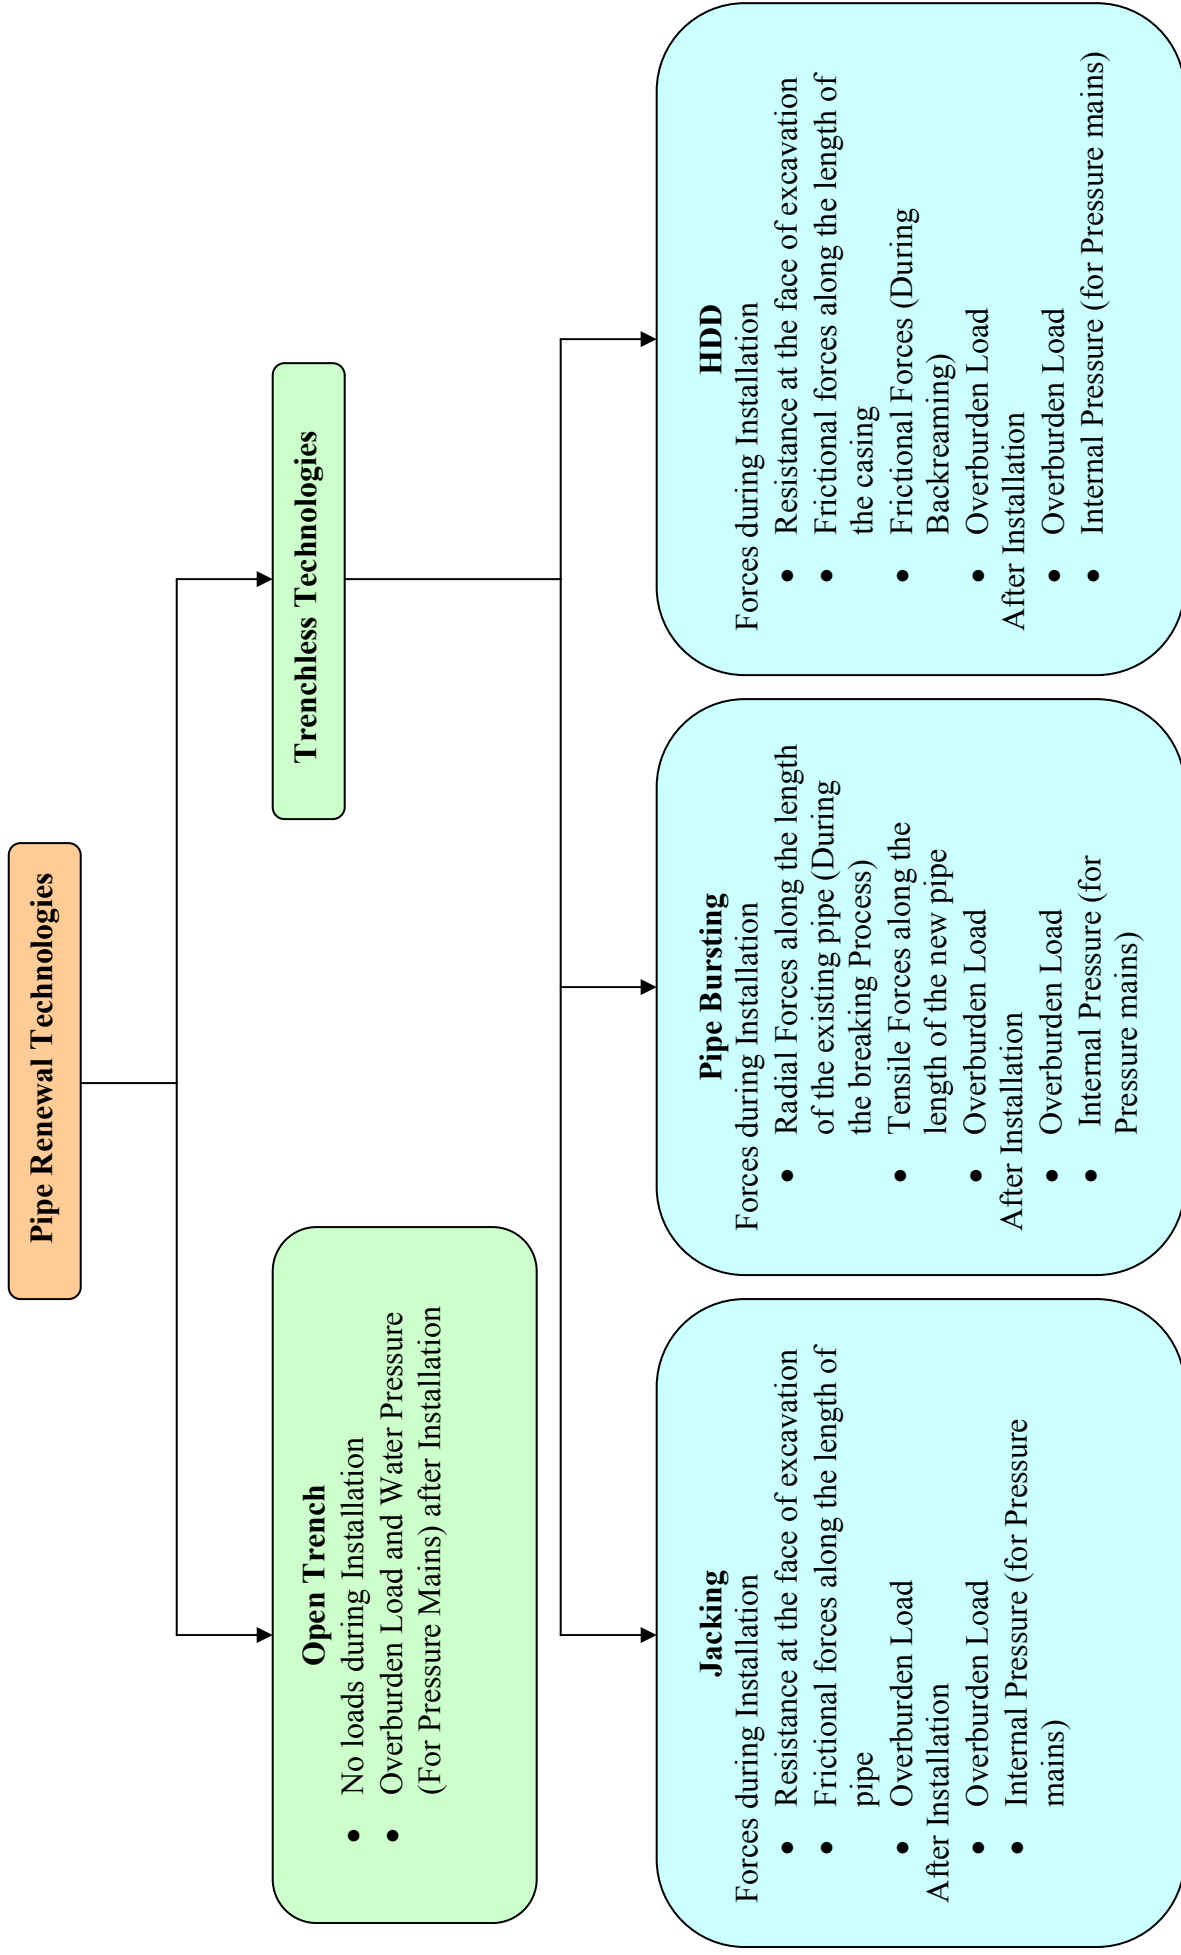 Pipe Renewal Technologies
Open Trench
• No loads during Installation
• Overburden Load and Water Pressure
(For Pressure Mains) after Installation
Trenchless Technologies
Jacking
Forces during Installation
• Resistance at the face of excavation
• Frictional forces along the length of
pipe
• Overburden Load
After Installation
• Overburden Load
• Internal Pressure (for Pressure
mains)
Pipe Bursting
Forces during Installation
• Radial Forces along the length
of the existing pipe (During
the breaking Process)
• Tensile Forces along the
length of the new pipe
• Overburden Load
After Installation
• Overburden Load
• Internal Pressure (for
Pressure mains)
HDD
Forces during Installation
• Resistance at the face of excavation
• Frictional forces along the length of
the casing
• Frictional Forces (During
Backreaming)
• Overburden Load
After Installation
• Overburden Load
• Internal Pressure (for Pressure mains)